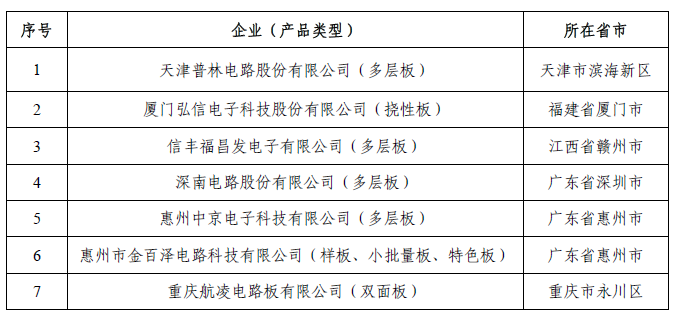 序号 企业（产品类型） 所在省市
1 天津普林电路股份有限公司（多层板） 天津市滨海新区
2 厦门弘信电子科技股份有限公司（挠性板） 福建省厦门市
3 信丰福昌发电子有限公司（多层板） 江西省赣州市
4 深南电路股份有限公司（多层板） 广东省深圳市
5 惠州中京电子科技有限公司（多层板） 广东省惠州市
6 惠州市金百泽电路科技有限公司（样板、小批量板、特色板） 广东省惠州市
7 重庆航凌电路板有限公司（双面板） 重庆市永川区